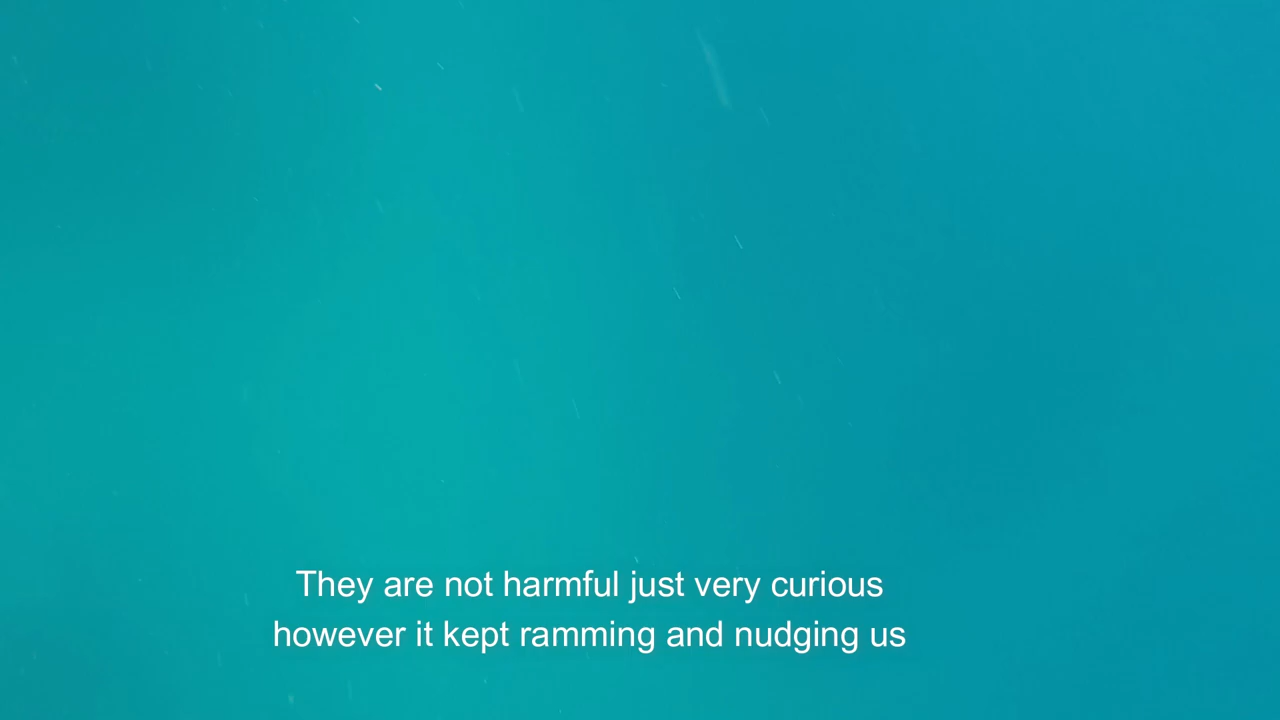 They are not harmful just very curious
however it kept ramming and nudging us